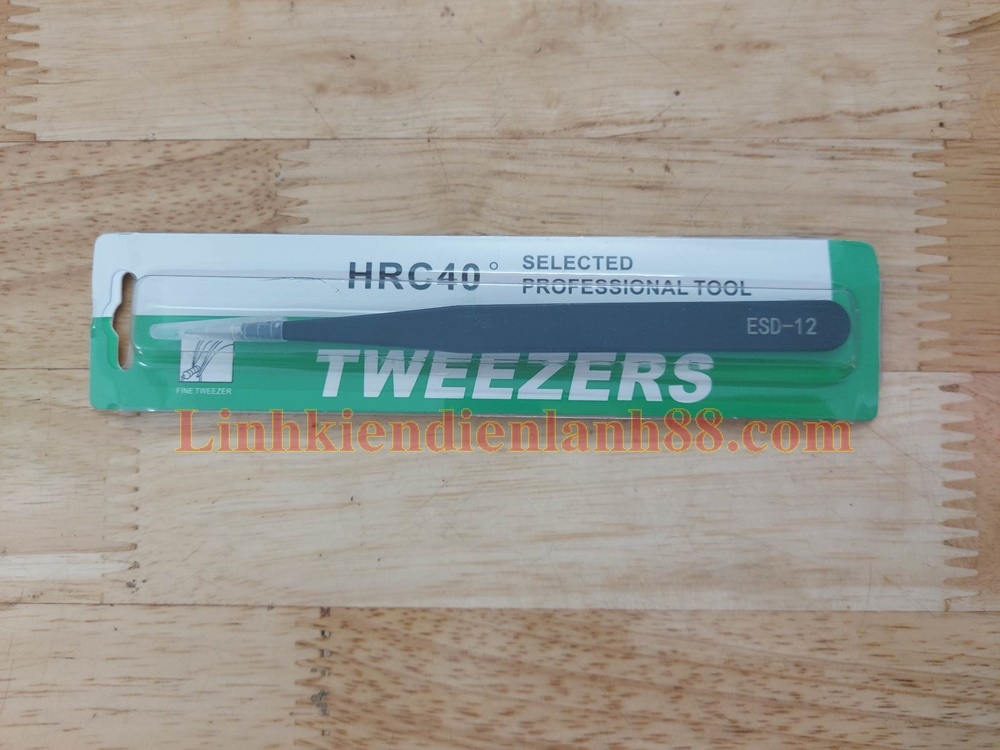 HRC40°
SELECTED
PROFESSIONAL TOOL
ESD-12
TWEEZERS
FINE TWEEZER
Linhkiendienlanh88.com